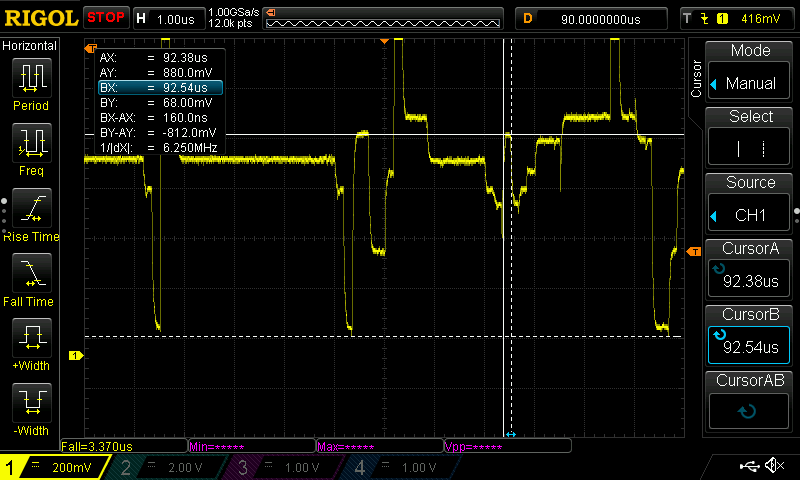 RIGOL STOP H 1.00us 1.00GSa/s 12.0k pts D 90.0000000us T 1 416mV
Horizontal
Period
Freq
Rise Time
Fall Time
+Width
-Width
AX: = 92.38us
AY: = 880.0mV
BX: = 92.54us
BY: = 68.00mV
BX-AX: = 160.0ns
BY-AY: = -812.0mV
1/|dX|: = 6.250MHz
T
T
1
Cursor
Mode
Manual
Select
Source
CH1
CursorA
92.38us
CursorB
92.54us
CursorAB
Fall=3.370us Min=***** Max=***** Vpp=*****
1 = 200mV 2 = 2.00 V 3 = 1.00 V 4 = 1.00 V